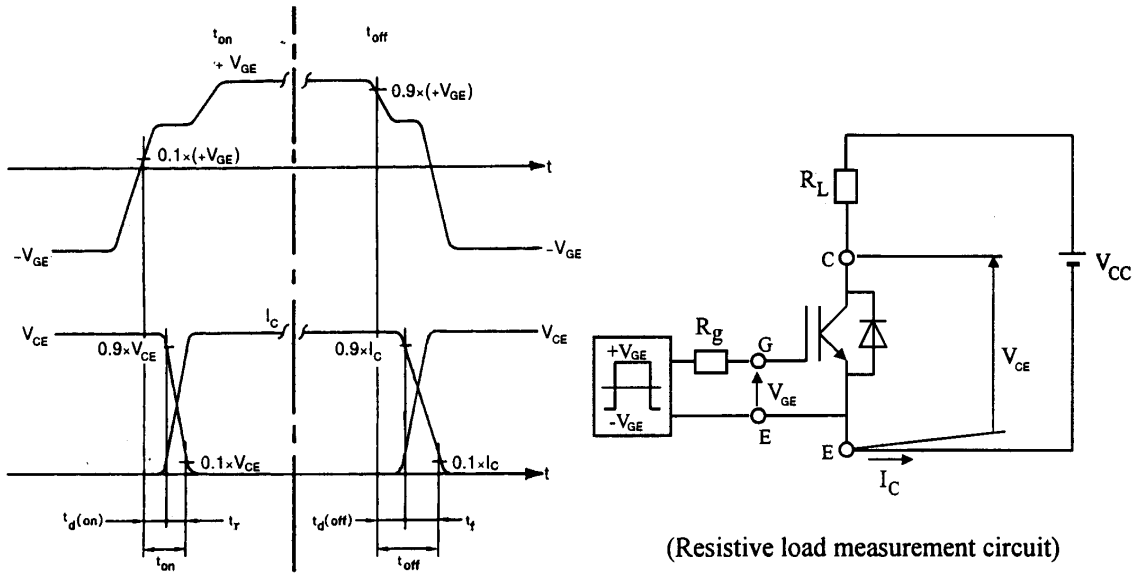 t_on
t_off
+ V_GE
0.9×(+V_GE)
0.1×(+V_GE)
t
-V_GE
-V_GE
V_CE
I_C
V_CE
0.9×V_CE
0.9×I_C
0.1×V_CE
0.1×I_C
t
t_d(on)
t_r
t_d(off)
t_f
t_on
t_off
R_L
C
V_CC
R_g
G
+V_GE
V_GE
V_CE
-V_GE
E
E
I_C
(Resistive load measurement circuit)